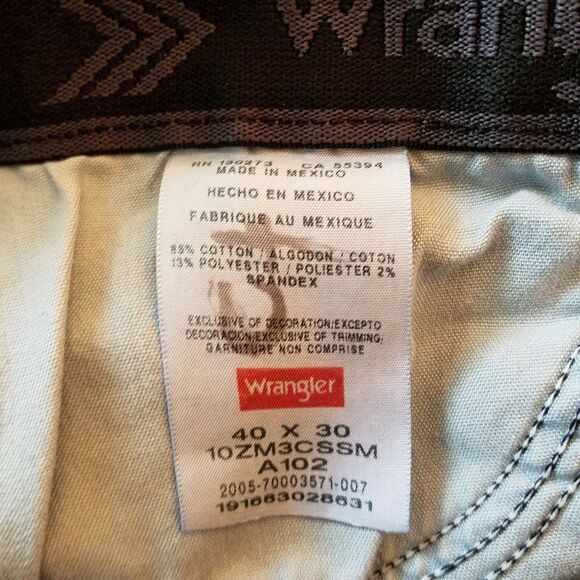 Wrang
RN 130273 CA 55394
MADE IN MEXICO
HECHO EN MEXICO
FABRIQUE AU MEXIQUE
85% COTTON / ALGODON / COTON
13% POLYESTER / POLIESTER 2%
SPANDEX
EXCLUSIVE OF DECORATION/EXCEPTO
DECORACION/EXCLUSIVE OF TRIMMING/
GARNITURE NON COMPRISE
Wrangler
40 X 30
10ZM3CSSM
A102
2005-70003571-007
191663028631